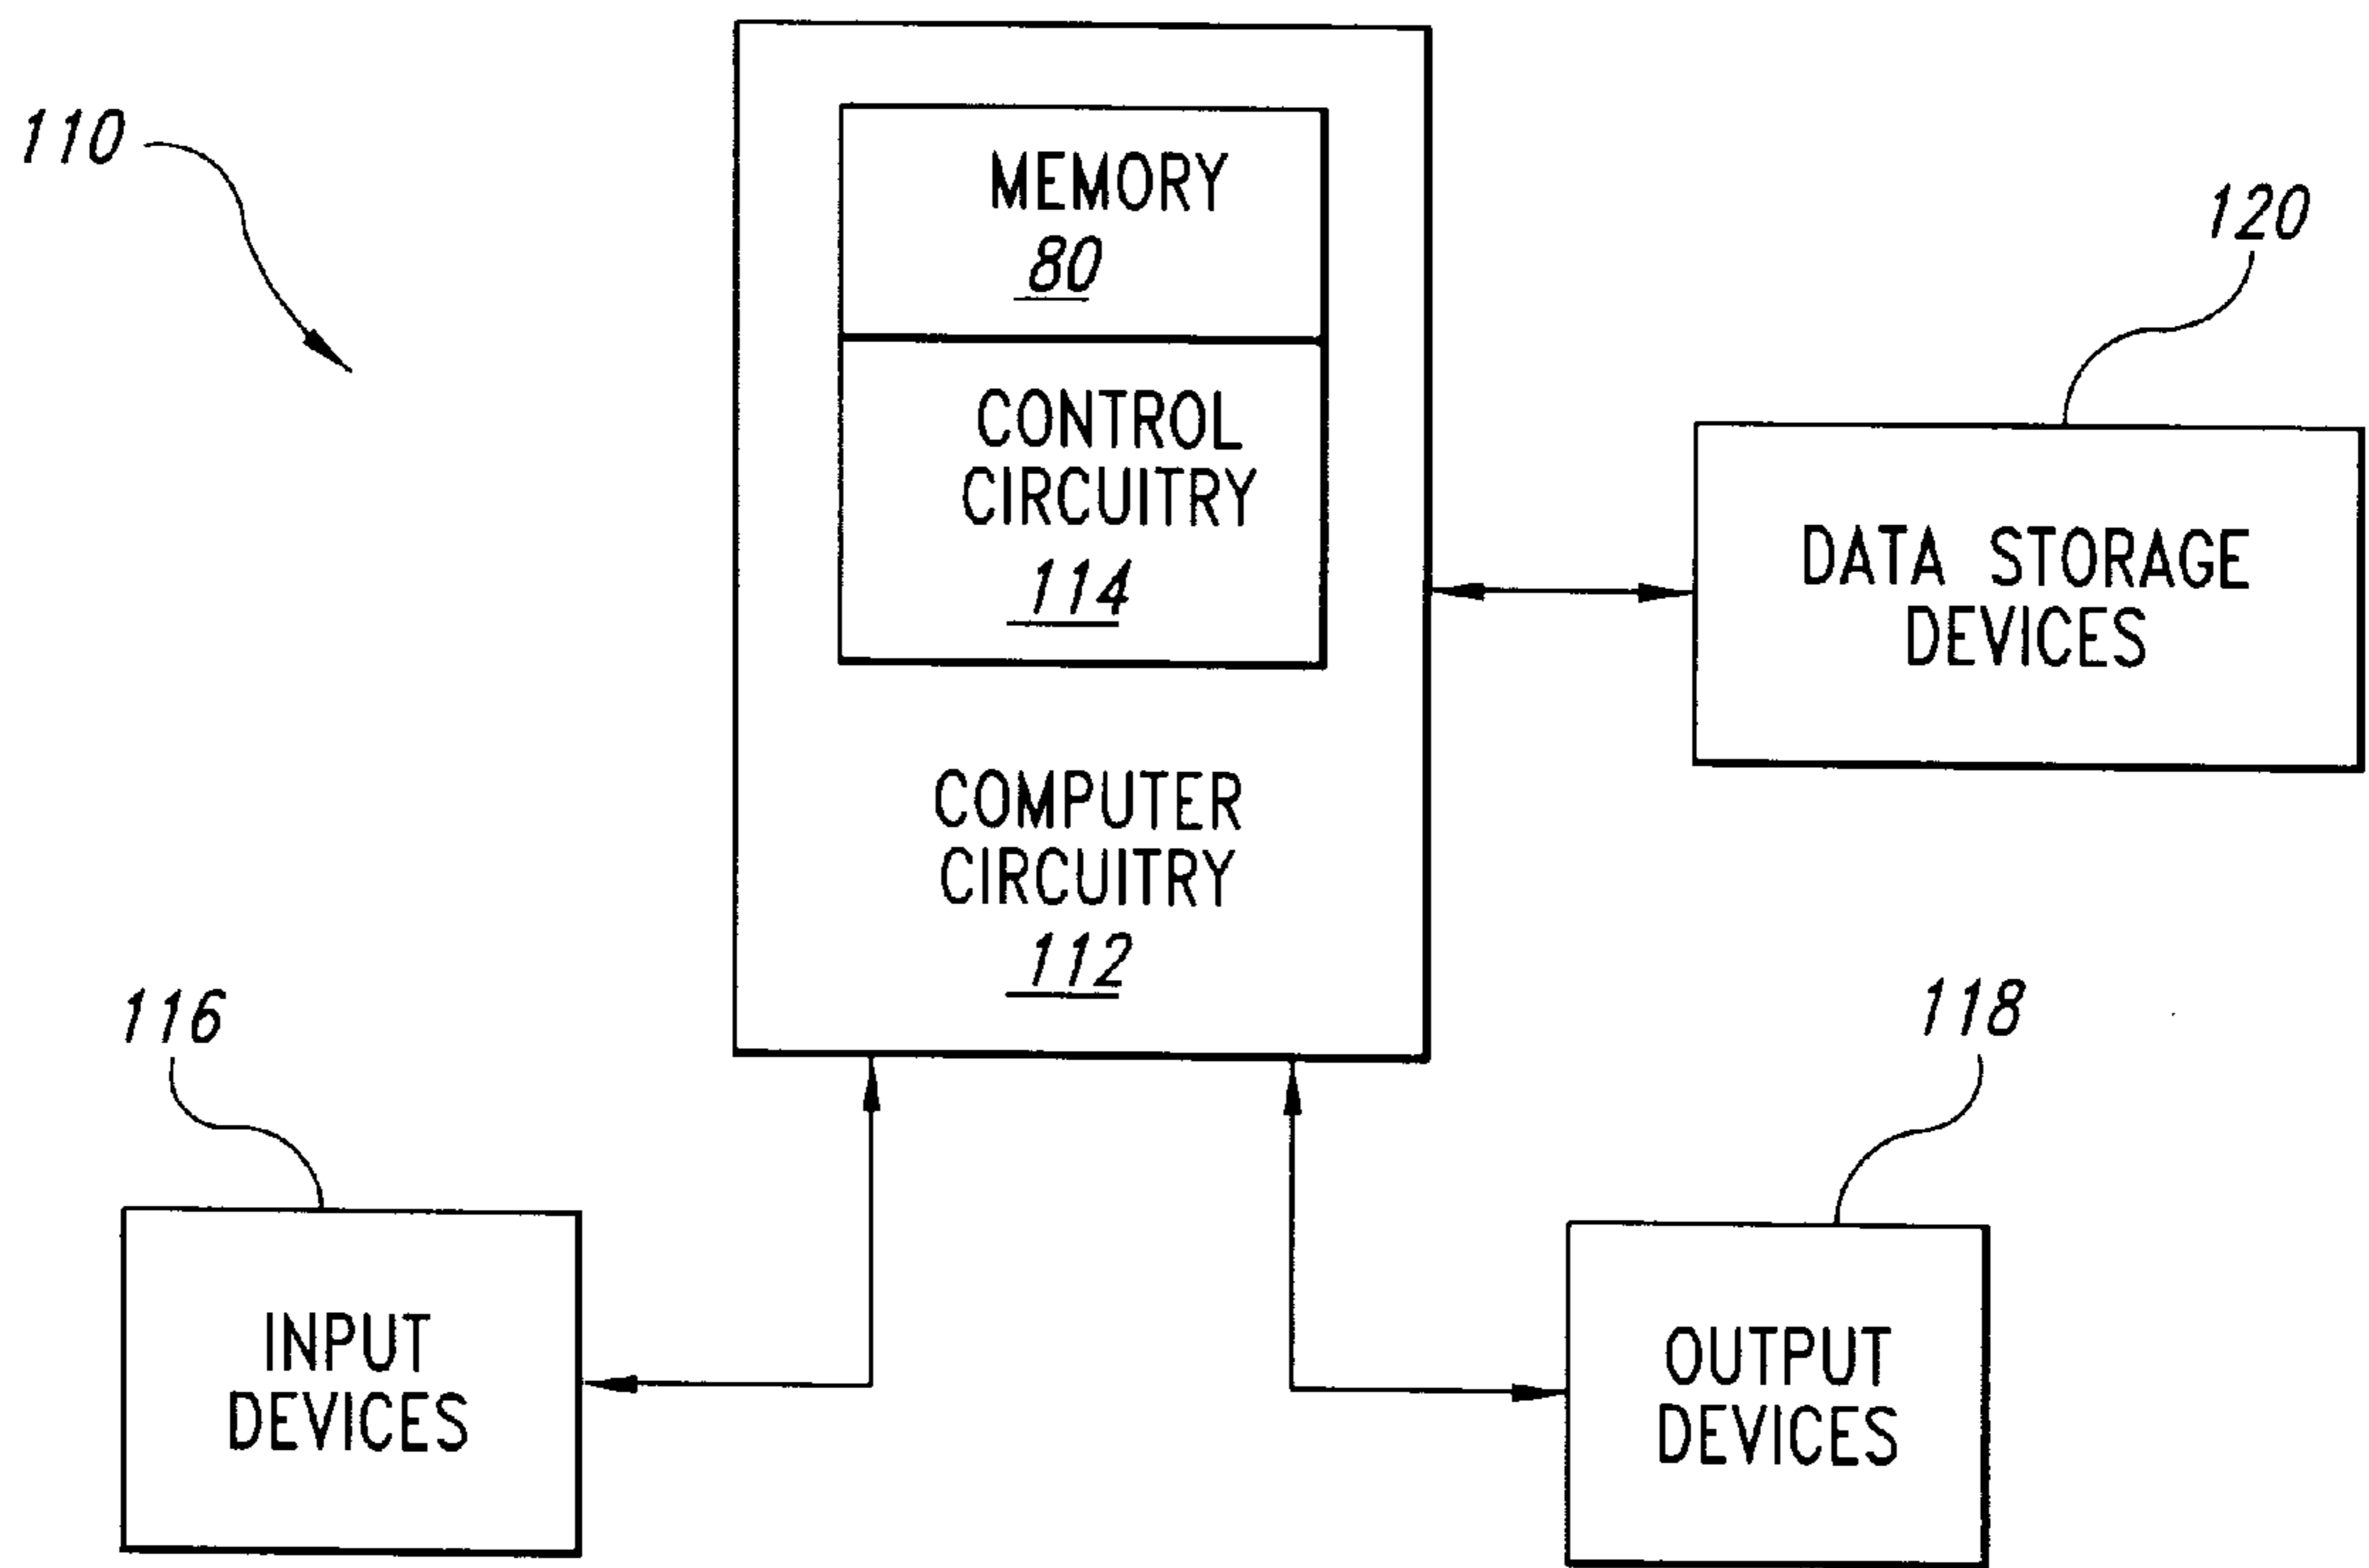 110
MEMORY
80
CONTROL
CIRCUITRY
114
120
DATA STORAGE
DEVICES
COMPUTER
CIRCUITRY
112
116
118
INPUT
DEVICES
OUTPUT
DEVICES